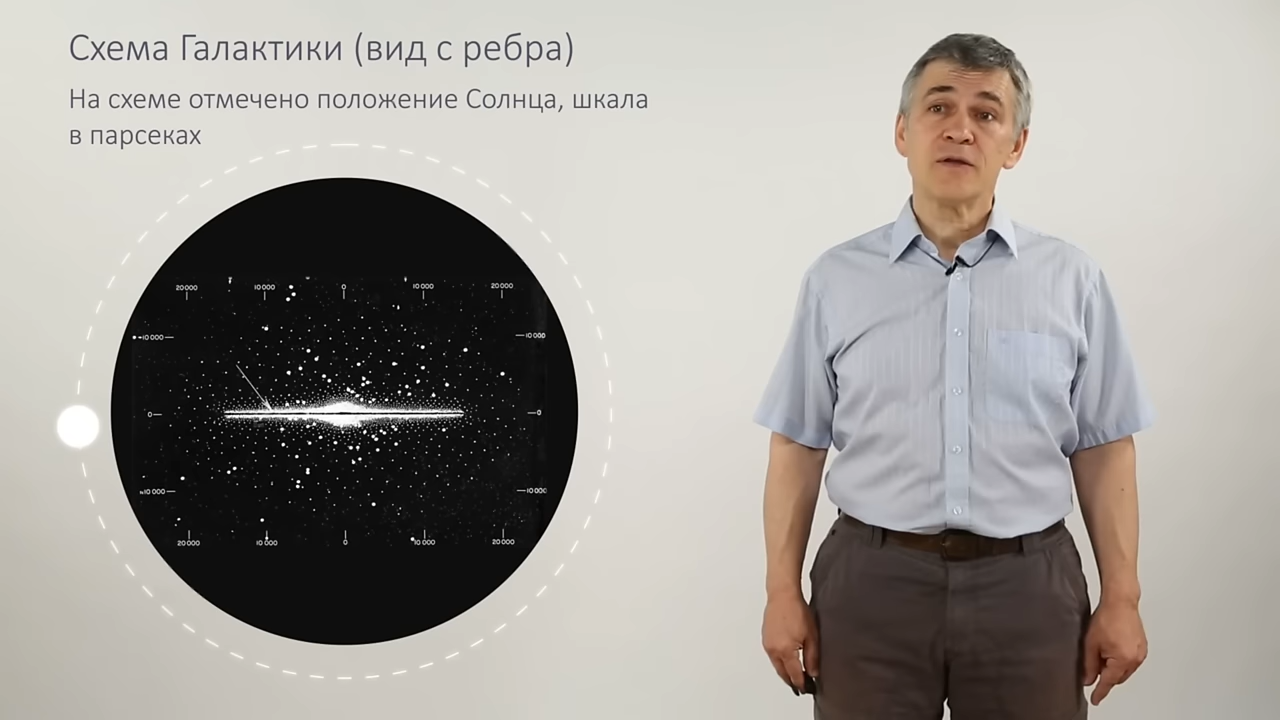 Схема Галактики (вид с ребра)
На схеме отмечено положение Солнца, шкала
в парсеках
20 000 10 000 0 10 000 20 000
10 000 10 000
0 0
10 000 10 000
20 000 10 000 0 10 000 20 000